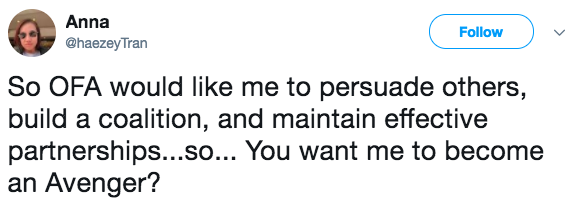 Anna
@haezeyTran
Follow
So OFA would like me to persuade others,
build a coalition, and maintain effective
partnerships...so... You want me to become
an Avenger?